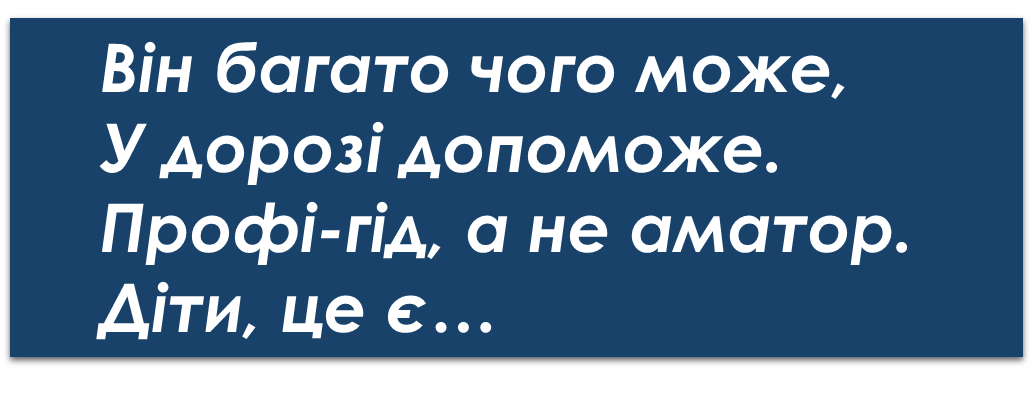 Він багато чого може,
У дорозі допоможе.
Профі-гід, а не аматор.
Діти, це є...